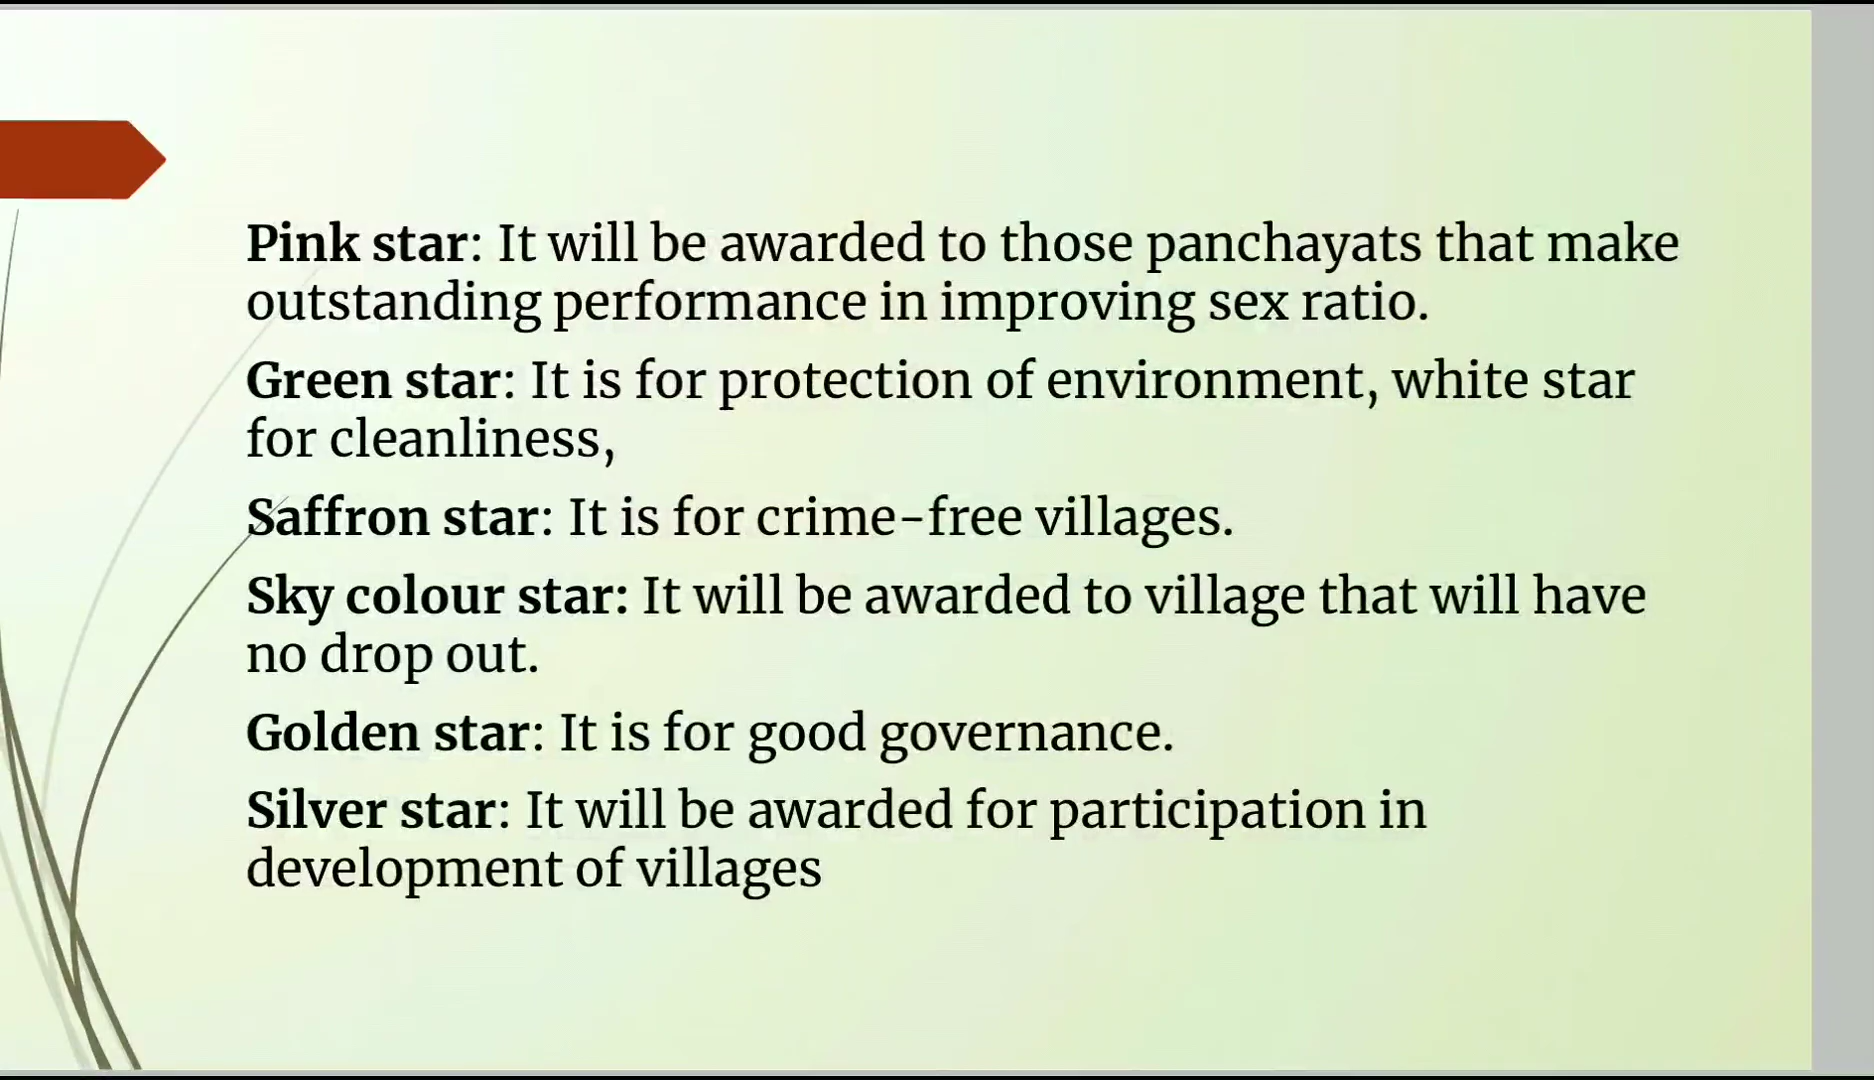 Pink star: It will be awarded to those panchayats that make
outstanding performance in improving sex ratio.
Green star: It is for protection of environment, white star
for cleanliness,
Saffron star: It is for crime-free villages.
Sky colour star: It will be awarded to village that will have
no drop out.
Golden star: It is for good governance.
Silver star: It will be awarded for participation in
development of villages